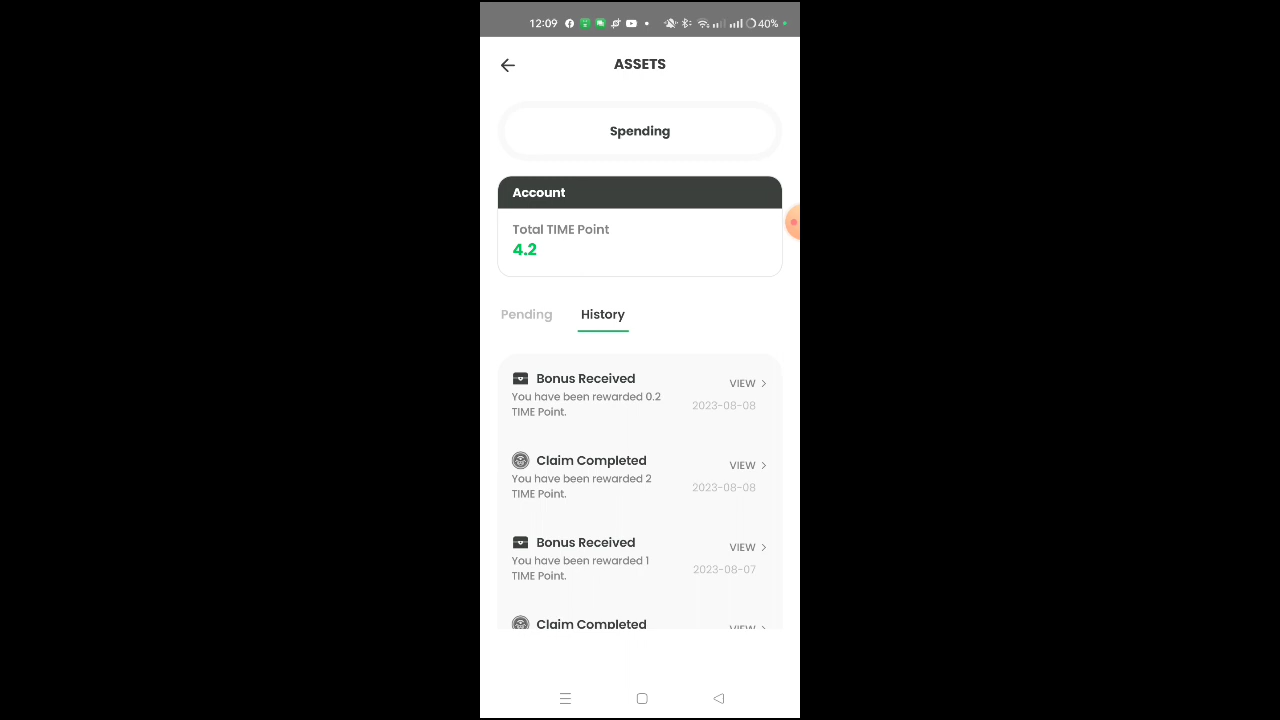 12:09
40%
ASSETS
Spending
Account
Total TIME Point
4.2
Pending
History
Bonus Received
VIEW
You have been rewarded 0.2
TIME Point.
2023-08-08
Claim Completed
VIEW
You have been rewarded 2
TIME Point.
2023-08-08
Bonus Received
VIEW
You have been rewarded 1
TIME Point.
2023-08-07
Claim Completed
VIEW